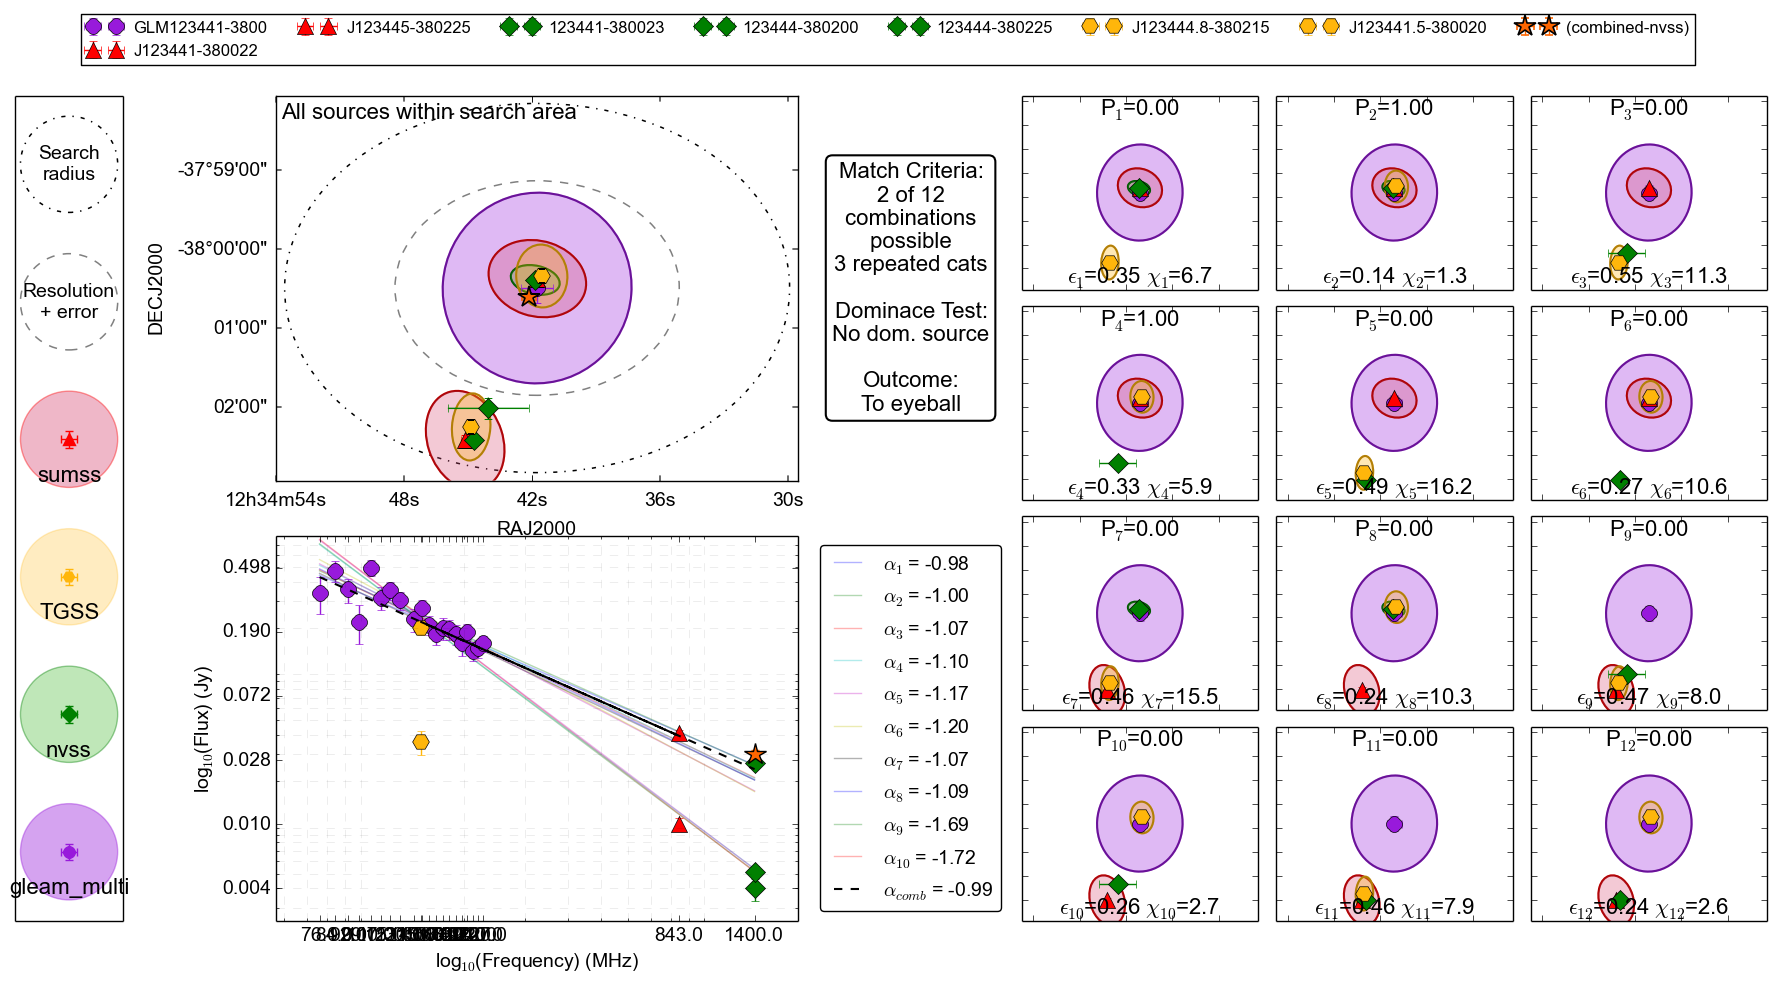 GLM123441-3800 J123445-380225 123441-380023 123444-380200 123444-380225 J123444.8-380215 J123441.5-380020 (combined-nvss)
J123441-380022
Search
radius
Resolution
+ error
sumss
TGSS
nvss
gleam_multi
All sources within search area
DECJ2000
-37°59'00"
-38°00'00"
01'00"
02'00"
12h34m54s 48s 42s 36s 30s
RAJ2000
Match Criteria:
2 of 12
combinations
possible
3 repeated cats
Dominace Test:
No dom. source
Outcome:
To eyeball
log10(Flux) (Jy)
0.498
0.190
0.072
0.028
0.010
0.004
843.0 1400.0
log10(Frequency) (MHz)
α1 = -0.98
α2 = -1.00
α3 = -1.07
α4 = -1.10
α5 = -1.17
α6 = -1.20
α7 = -1.07
α8 = -1.09
α9 = -1.69
α10 = -1.72
αcomb = -0.99
P1=0.00 P2=1.00 P3=0.00
ϵ1=0.35 χ1=6.7 ϵ2=0.14 χ2=1.3 ϵ3=0.55 χ3=11.3
P4=1.00 P5=0.00 P6=0.00
ϵ4=0.33 χ4=5.9 ϵ5=0.49 χ5=16.2 ϵ6=0.27 χ6=10.6
P7=0.00 P8=0.00 P9=0.00
ϵ7=0.46 χ7=15.5 ϵ8=0.24 χ8=10.3 ϵ9=0.47 χ9=8.0
P10=0.00 P11=0.00 P12=0.00
ϵ10=0.26 χ10=2.7 ϵ11=0.46 χ11=7.9 ϵ12=0.24 χ12=2.6